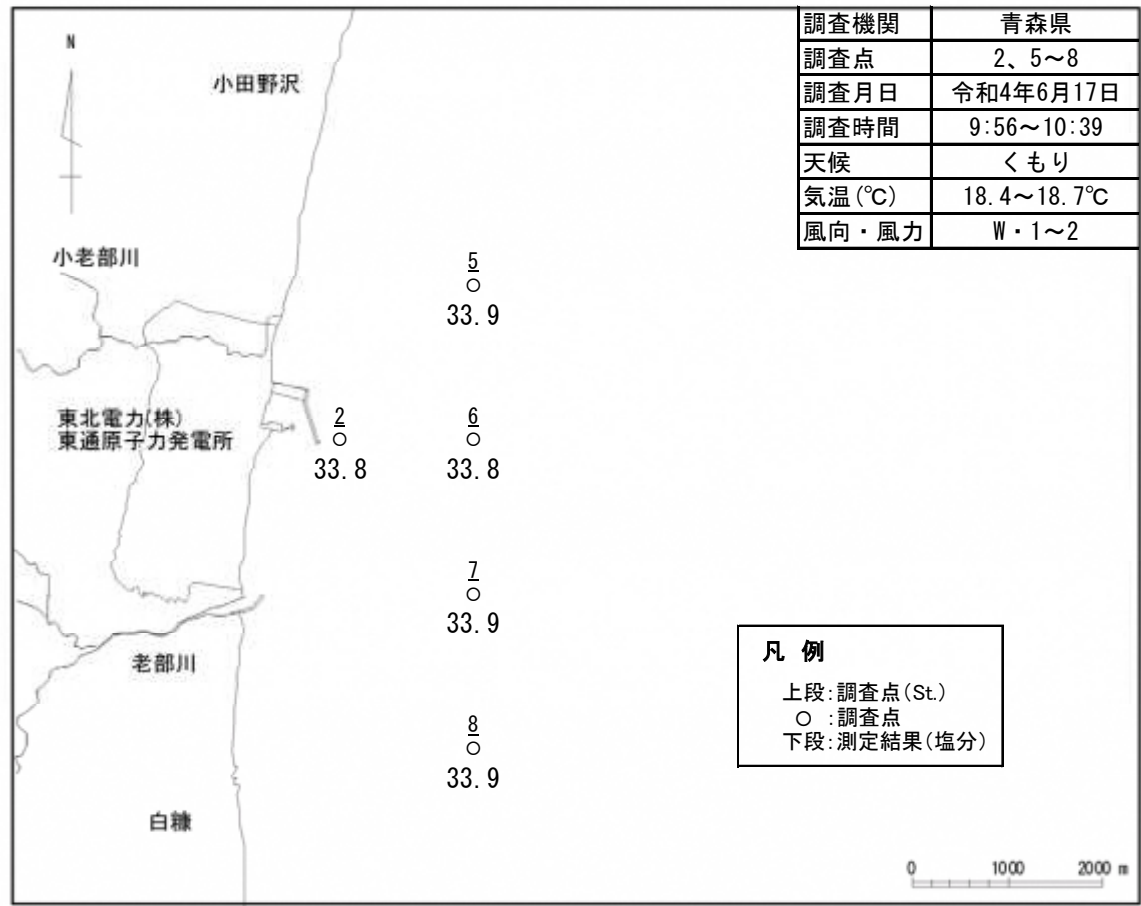 調査機関 青森県
調査点 2、5～8
調査月日 令和4年6月17日
調査時間 9:56～10:39
天候 くもり
気温(℃) 18.4～18.7℃
風向・風力 W・1～2
N
小田野沢
小老部川
5
33.9
東北電力(株)
東通原子力発電所
2
33.8
6
33.8
7
33.9
老部川
8
33.9
白糠
凡 例
上段:調査点(St.)
○ :調査点
下段:測定結果(塩分)
0 1000 2000 m